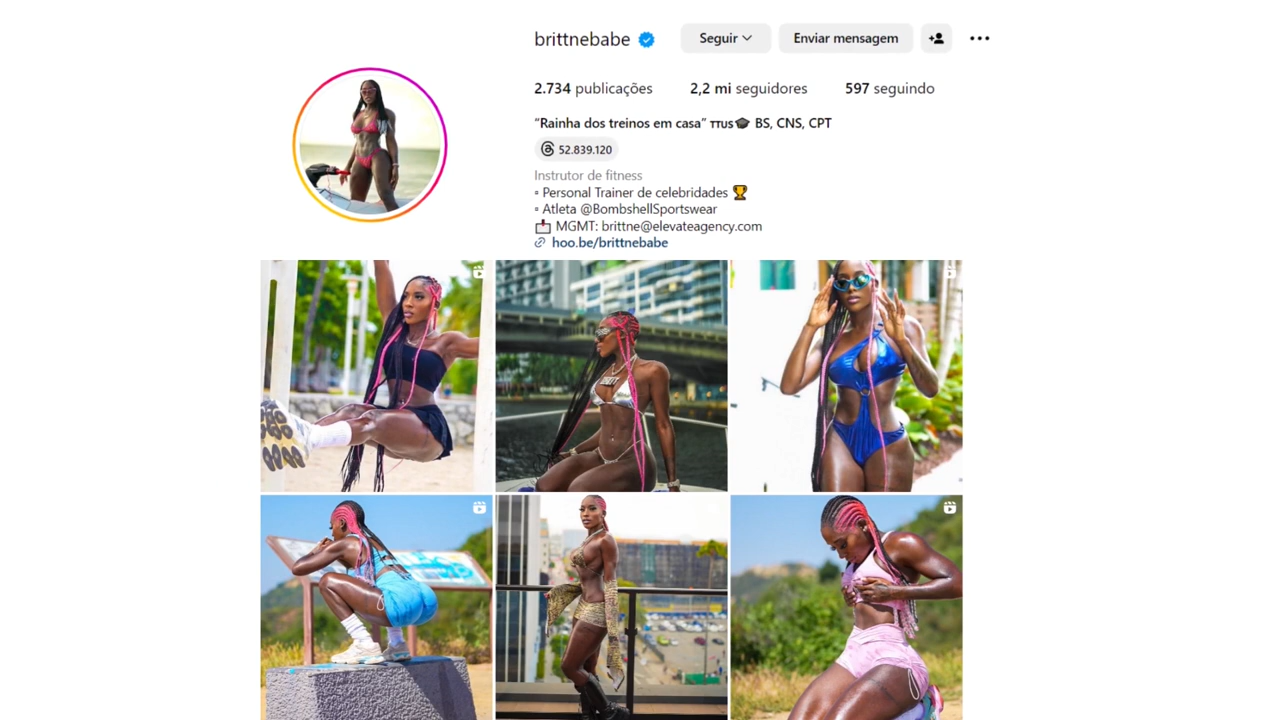 brittnebabe
Seguir
Enviar mensagem
2.734 publicações
2,2 mi seguidores
597 seguindo
“Rainha dos treinos em casa” ᴨᴜs🎓 BS, CNS, CPT
52.839.120
Instrutor de fitness
▫ Personal Trainer de celebridades 🏆
▫ Atleta @BombshellSportswear
📩 MGMT: brittne@elevateagency.com
hoo.be/brittnebabe